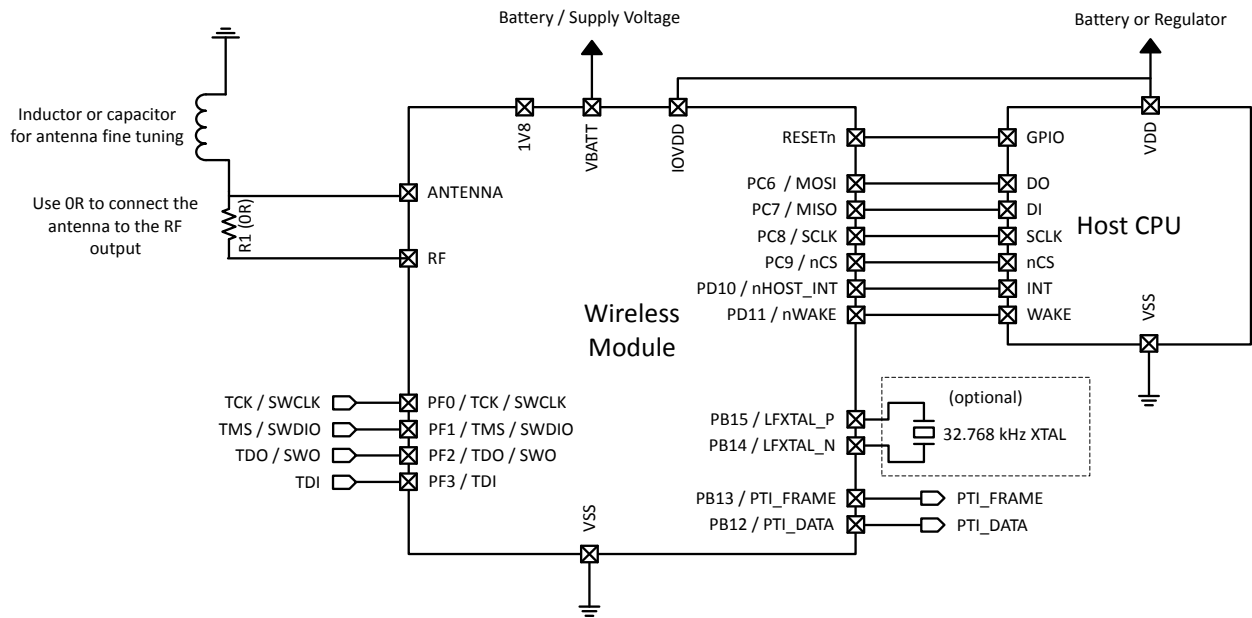 Battery / Supply Voltage
Battery or Regulator
Inductor or capacitor
for antenna fine tuning
Use 0R to connect the
antenna to the RF
output
R1 (0R)
1V8
VBATT
IOVDD
ANTENNA
RF
Wireless
Module
RESETn
PC6 / MOSI
PC7 / MISO
PC8 / SCLK
PC9 / nCS
PD10 / nHOST_INT
PD11 / nWAKE
GPIO
DO
DI
SCLK
nCS
INT
WAKE
VDD
Host CPU
VSS
TCK / SWCLK
TMS / SWDIO
TDO / SWO
TDI
PF0 / TCK / SWCLK
PF1 / TMS / SWDIO
PF2 / TDO / SWO
PF3 / TDI
VSS
PB15 / LFXTAL_P
PB14 / LFXTAL_N
(optional)
32.768 kHz XTAL
PB13 / PTI_FRAME
PB12 / PTI_DATA
PTI_FRAME
PTI_DATA